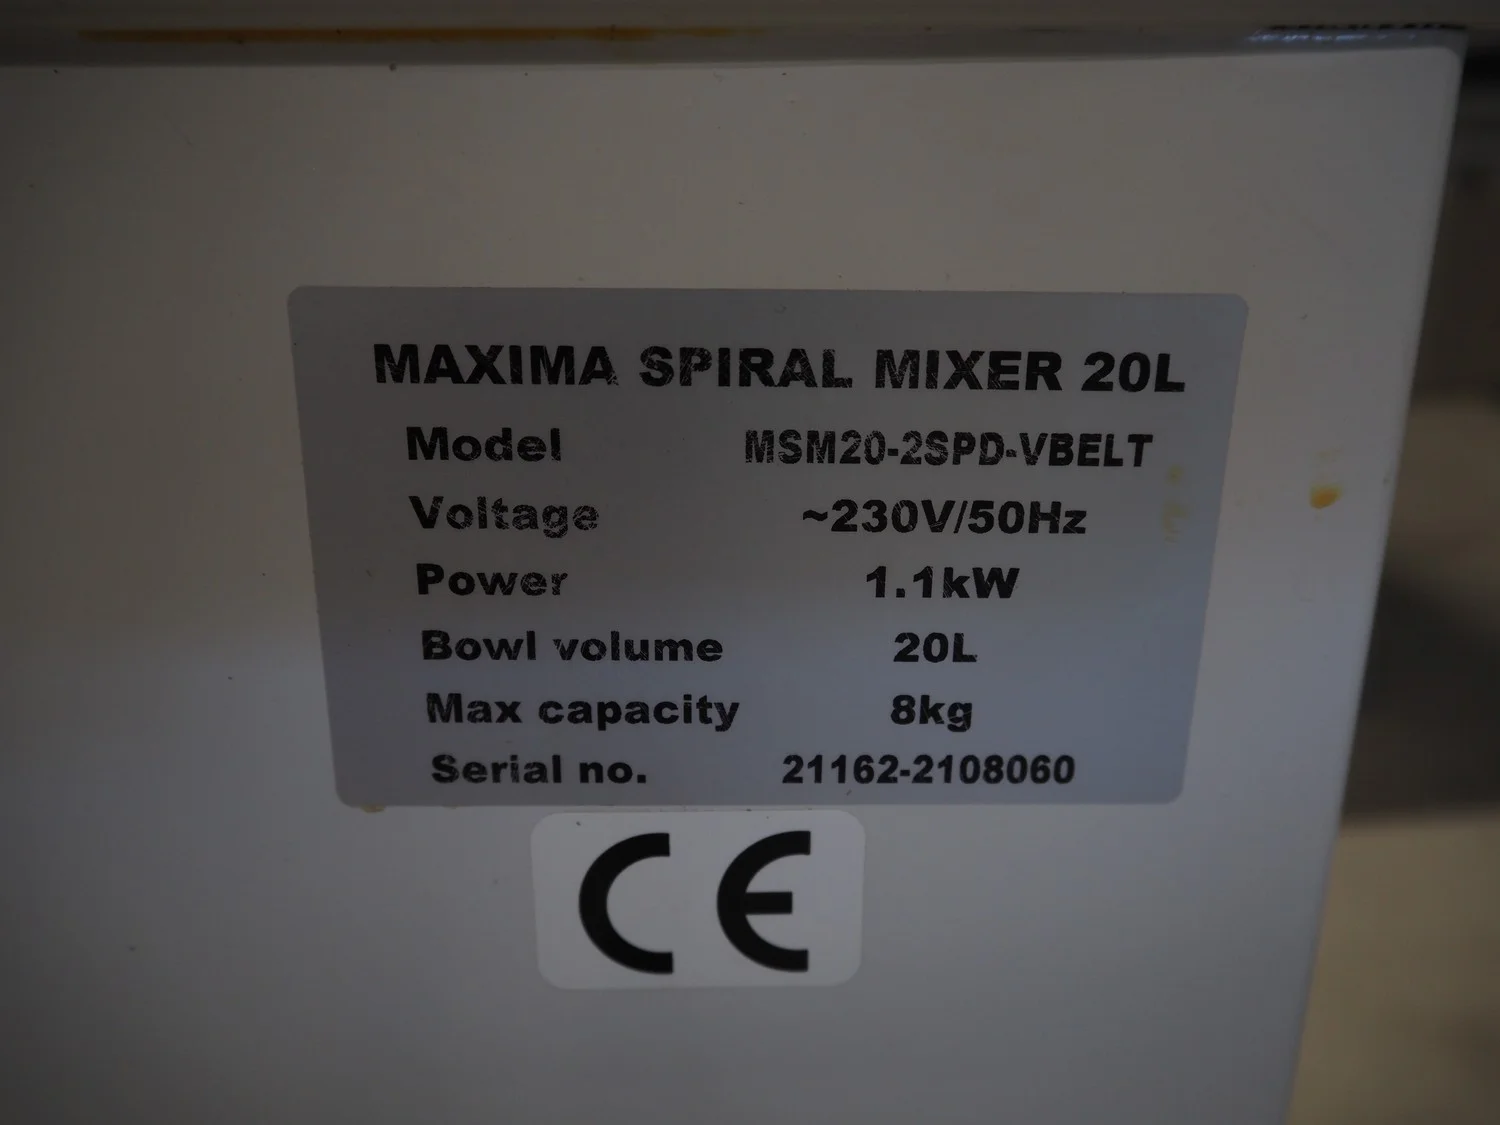 MAXIMA SPIRAL MIXER 20L
Model MSM20-2SPD-VBELT
Voltage ~230V/50Hz
Power 1.1kW
Bowl volume 20L
Max capacity 8kg
Serial no. 21162-2108060
CE